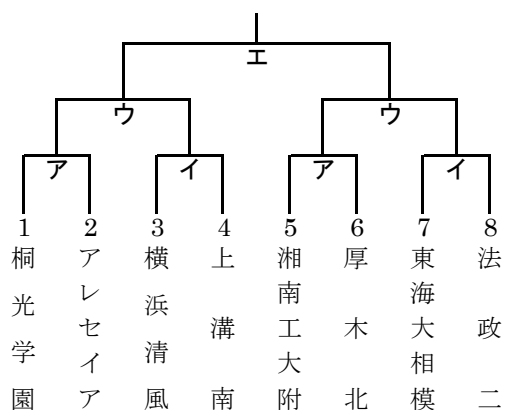 エ
ウ ウ
ア イ ア イ
1 2 3 4 5 6 7 8
桐光学園
アレセイア
横浜清風
上溝南
湘南工大附
厚木北
東海大相模
法政二